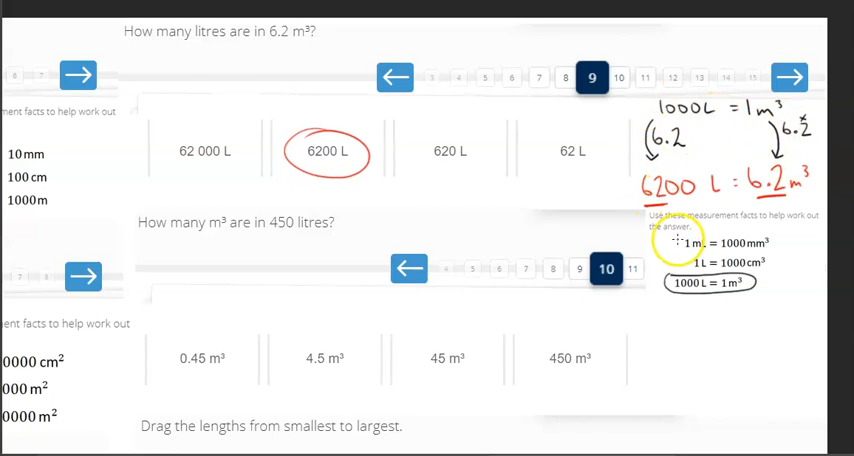 How many litres are in 6.2 m³?
6 7 → ← 3 4 5 6 7 8 9 10 11 12 13 14 15 →
ment facts to help work out
10 mm
100 cm
1000 m
62 000 L 6200 L 620 L 62 L
1000L = 1m³
6.2 6.2 ×
6200 L = 6.2 m³
Use these measurement facts to help work out
the answer.
1 mL = 1000 mm³
1 L = 1000 cm³
1000 L = 1 m³
How many m³ are in 450 litres?
7 8 → ← 4 5 6 7 8 9 10 11
ent facts to help work out
0000 cm²
000 m²
0000 m²
0.45 m³ 4.5 m³ 45 m³ 450 m³
Drag the lengths from smallest to largest.